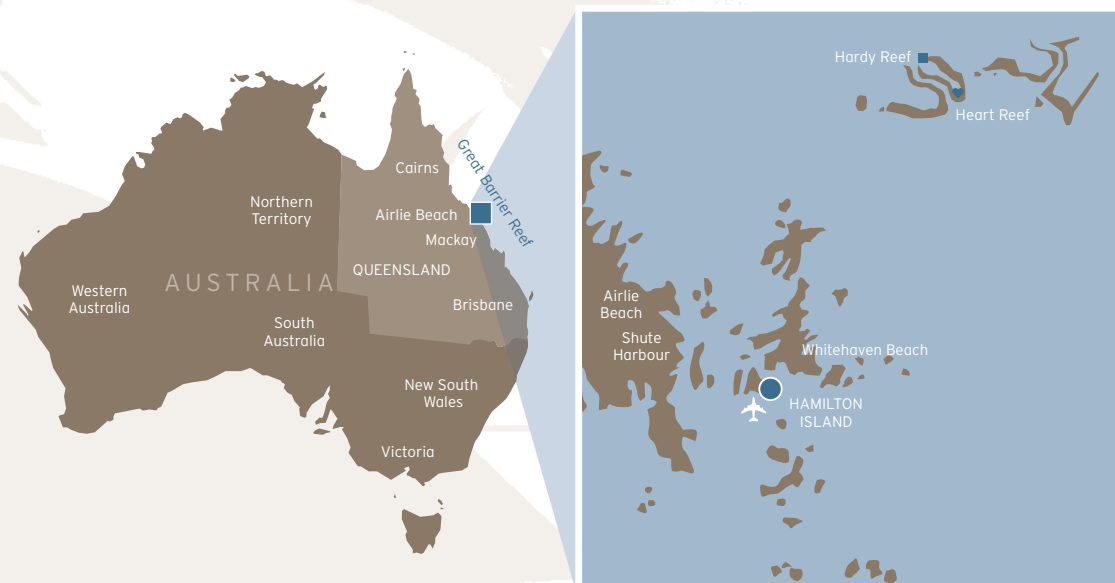 Cairns
Great Barrier Reef
Northern
Territory
Airlie Beach
Mackay
QUEENSLAND
AUSTRALIA
Western
Australia
Brisbane
South
Australia
New South
Wales
Victoria
Hardy Reef
Heart Reef
Airlie
Beach
Shute
Harbour
Whitehaven Beach
HAMILTON
ISLAND